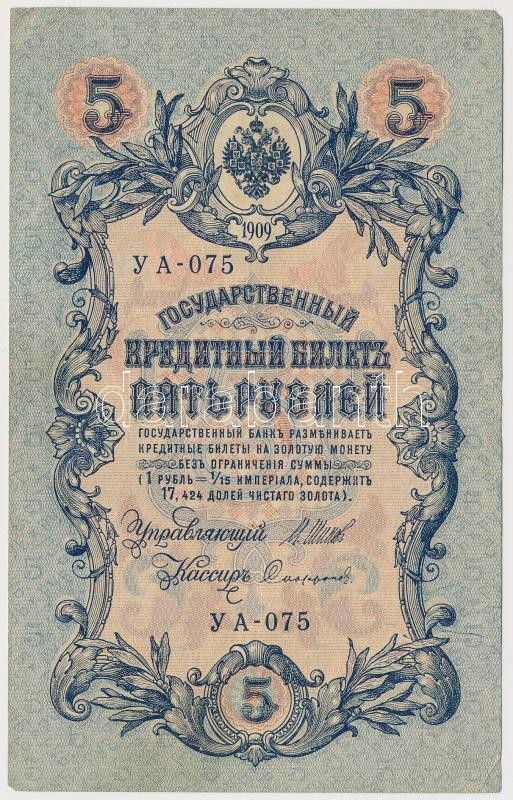 5 5
1909
УА-075
ГОСУДАРСТВЕННЫЙ
КРЕДИТНЫЙ БИЛЕТЪ
ПЯТЬ РУБЛЕЙ
darabanth
ГОСУДАРСТВЕННЫЙ БАНКЪ РАЗМѢНИВАЕТЪ
КРЕДИТНЫЕ БИЛЕТЫ НА ЗОЛОТУЮ МОНЕТУ
БЕЗЪ ОГРАНИЧЕНІЯ СУММЫ
(1 РУБЛЬ = 1/15 ИМПЕРІАЛА, СОДЕРЖИТЪ
17,424 ДОЛЕЙ ЧИСТАГО ЗОЛОТА).
Управляющій
Кассиръ
УА-075
5